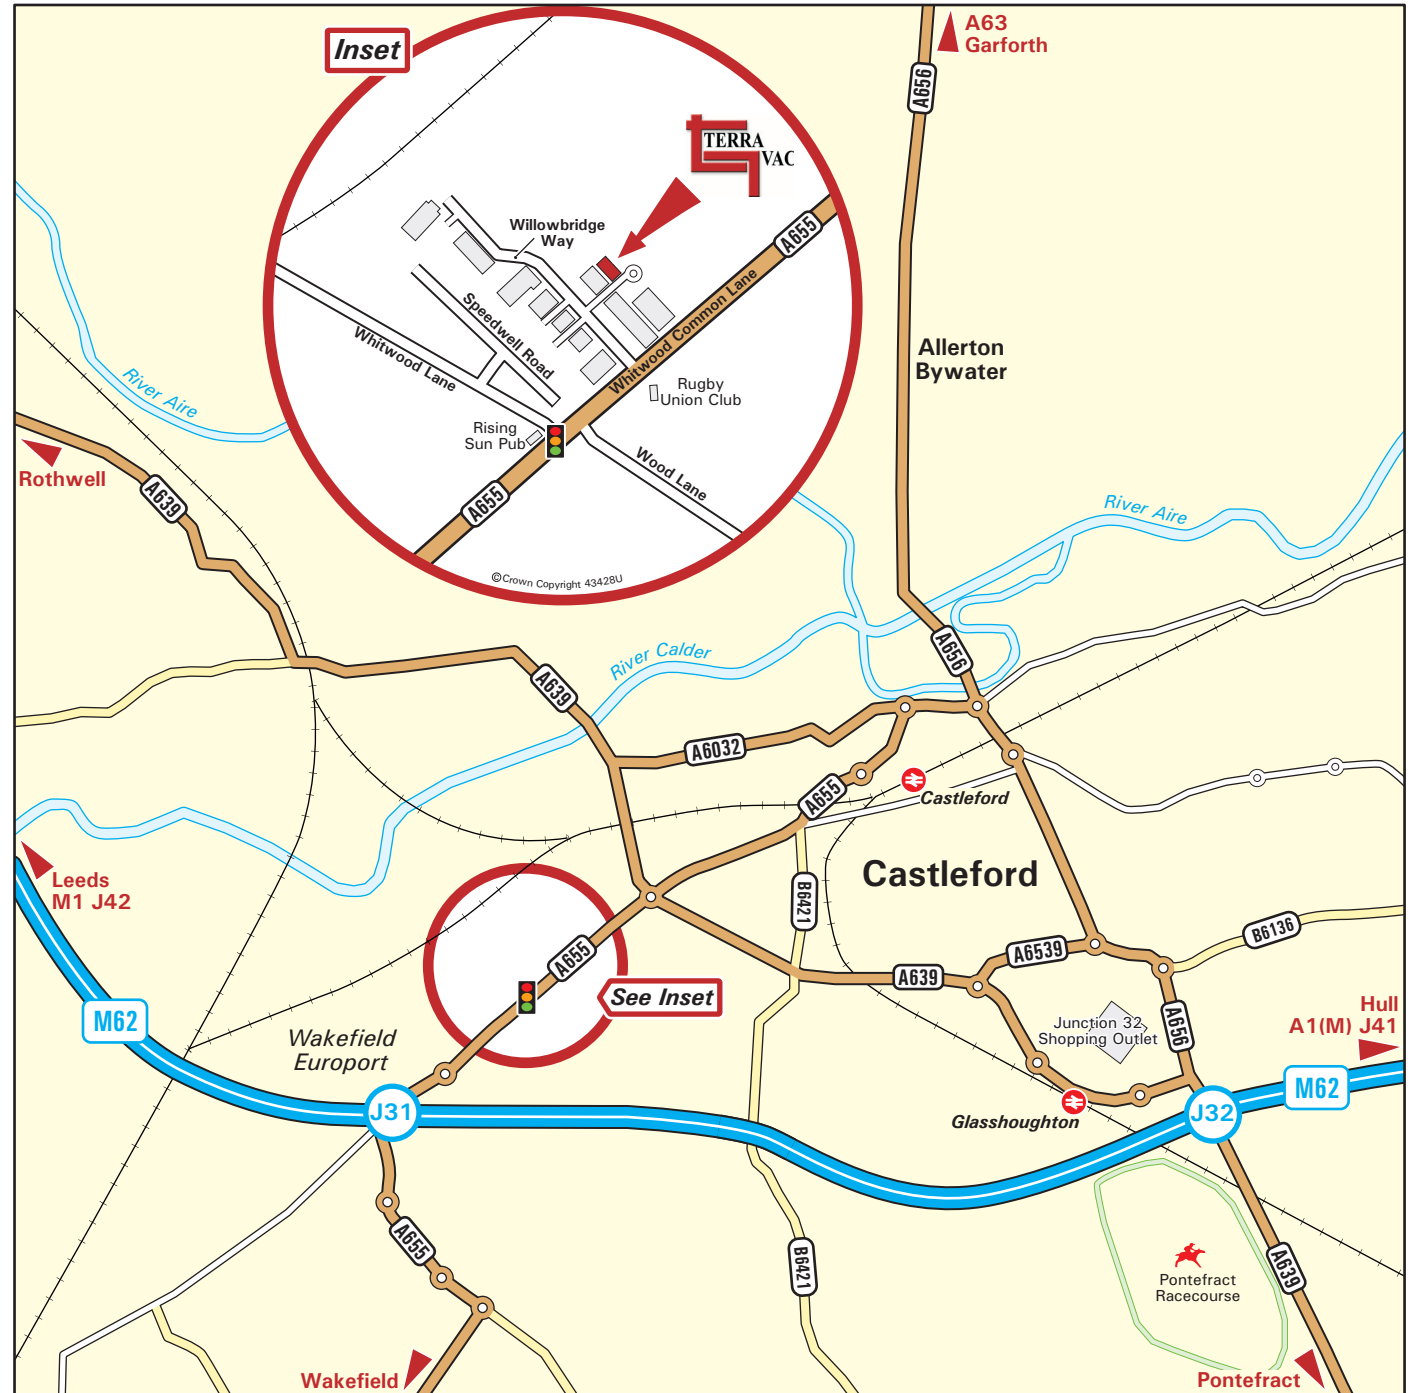 Inset
A63
Garforth
A656
TERRA
VAC
Willowbridge
Way
A655
Speedwell Road
Whitwood Common Lane
Whitwood Lane
Rugby
Union Club
Rising
Sun Pub
Wood Lane
A655
©Crown Copyright 43428U
Allerton
Bywater
River Aire
Rothwell
A639
River Aire
A656
River Calder
A639
A6032
A655
Castleford
Castleford
Leeds
M1 J42
B6421
A655
See Inset
A639
A6539
B6136
M62
Wakefield
Europort
Junction 32
Shopping Outlet
A656
Hull
A1(M) J41
M62
J31
J32
Glasshoughton
A655
B6421
A639
Pontefract
Racecourse
Wakefield
Pontefract